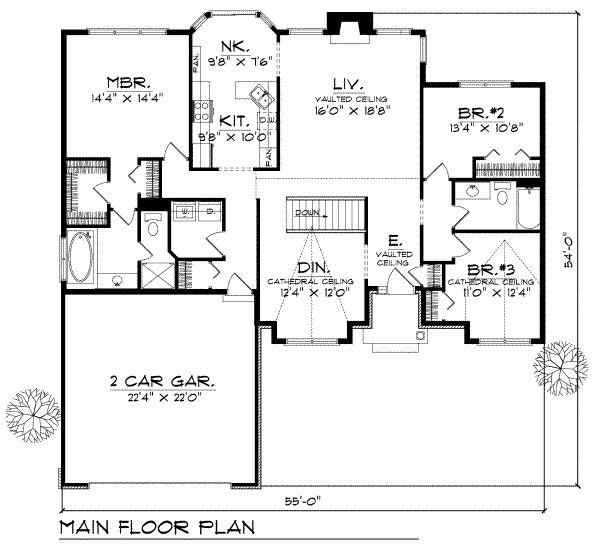 NK.
9'8" X 7'6"
PAN.
MBR.
14'4" X 14'4"
LIV.
VAULTED CEILING
16'0" X 18'8"
KIT.
9'8" X 10'0"
D.
PAN
BR.#2
13'4" X 10'8"
W.
D.
DOWN
E.
VAULTED
CEILING
DIN.
CATHEDRAL CEILING
12'4" X 12'0"
BR.#3
CATHEDRAL CEILING
11'0" X 12'4"
54'-0"
2 CAR GAR.
22'4" X 22'0"
55'-0"
MAIN FLOOR PLAN